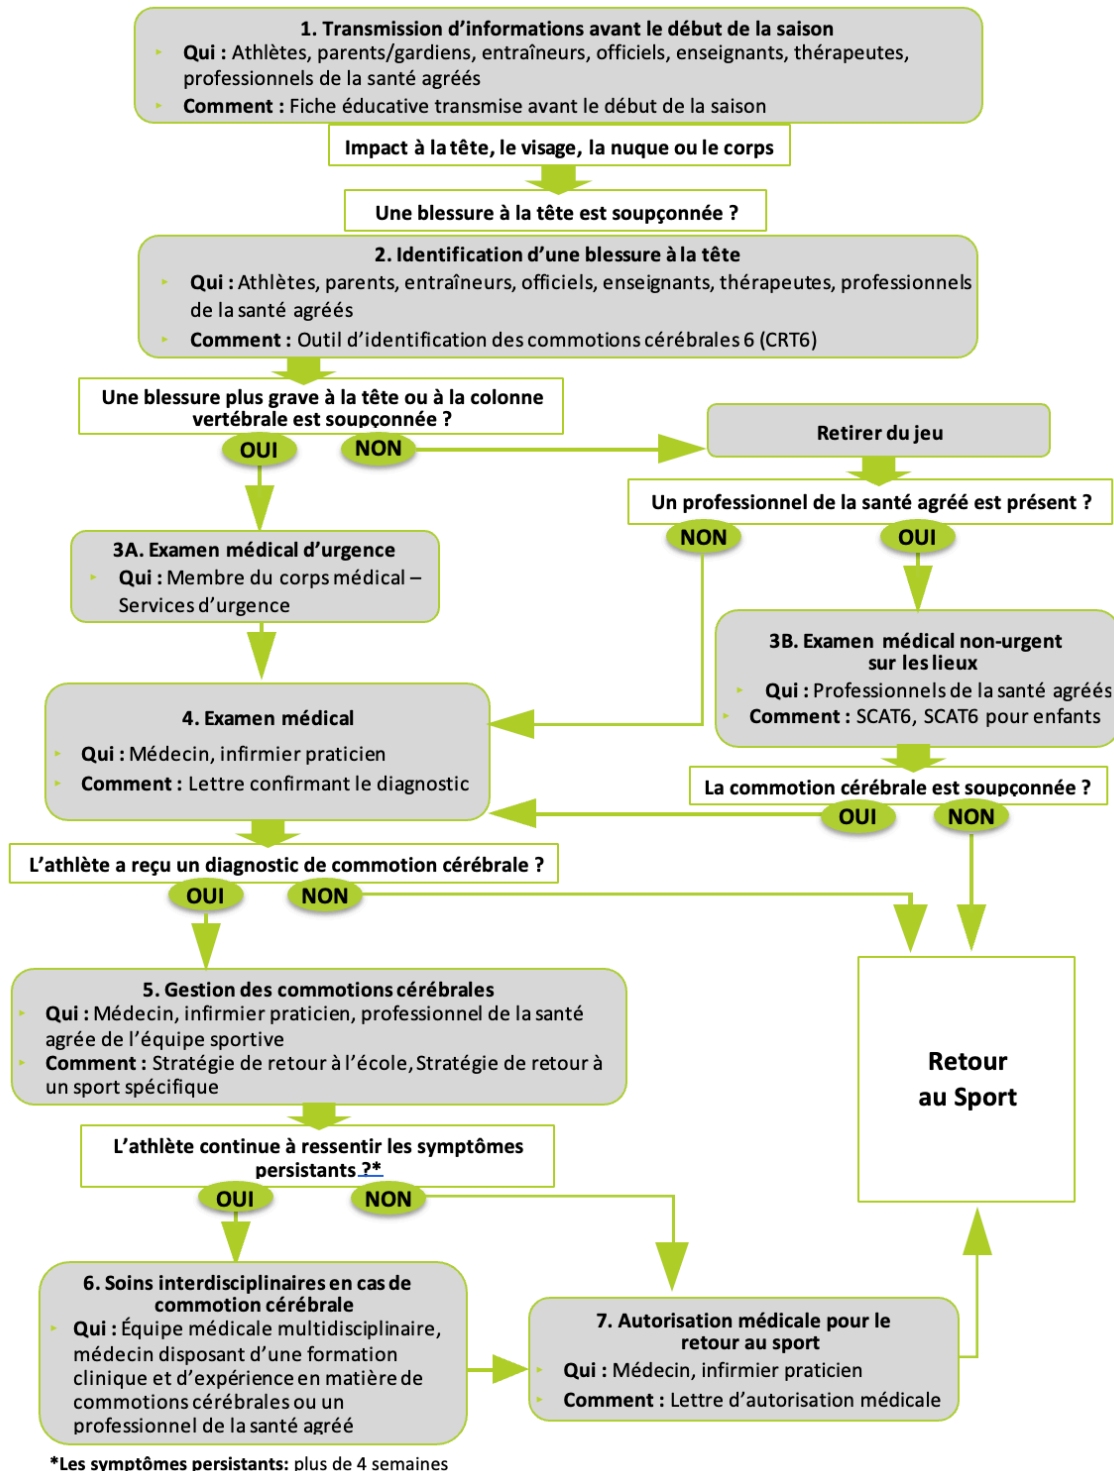 1. Transmission d’informations avant le début de la saison
Qui : Athlètes, parents/gardiens, entraîneurs, officiels, enseignants, thérapeutes,
professionnels de la santé agréés
Comment : Fiche éducative transmise avant le début de la saison
Impact à la tête, le visage, la nuque ou le corps
Une blessure à la tête est soupçonnée ?
2. Identification d’une blessure à la tête
Qui : Athlètes, parents, entraîneurs, officiels, enseignants, thérapeutes, professionnels
de la santé agréés
Comment : Outil d’identification des commotions cérébrales 6 (CRT6)
Une blessure plus grave à la tête ou à la colonne
vertébrale est soupçonnée ?
OUI
NON
Retirer du jeu
Un professionnel de la santé agréé est présent ?
NON
OUI
3A. Examen médical d’urgence
Qui : Membre du corps médical –
Services d’urgence
3B. Examen médical non-urgent
sur les lieux
Qui : Professionnels de la santé agréés
Comment : SCAT6, SCAT6 pour enfants
4. Examen médical
Qui : Médecin, infirmier praticien
Comment : Lettre confirmant le diagnostic
La commotion cérébrale est soupçonnée ?
OUI
NON
L’athlète a reçu un diagnostic de commotion cérébrale ?
OUI
NON
5. Gestion des commotions cérébrales
Qui : Médecin, infirmier praticien, professionnel de la santé
agrée de l’équipe sportive
Comment : Stratégie de retour à l’école, Stratégie de retour à
un sport spécifique
Retour
au Sport
L’athlète continue à ressentir les symptômes
persistants ?*
OUI
NON
6. Soins interdisciplinaires en cas de
commotion cérébrale
Qui : Équipe médicale multidisciplinaire,
médecin disposant d’une formation
clinique et d’expérience en matière de
commotions cérébrales ou un
professionnel de la santé agréé
7. Autorisation médicale pour le
retour au sport
Qui : Médecin, infirmier praticien
Comment : Lettre d’autorisation médicale
*Les symptômes persistants: plus de 4 semaines